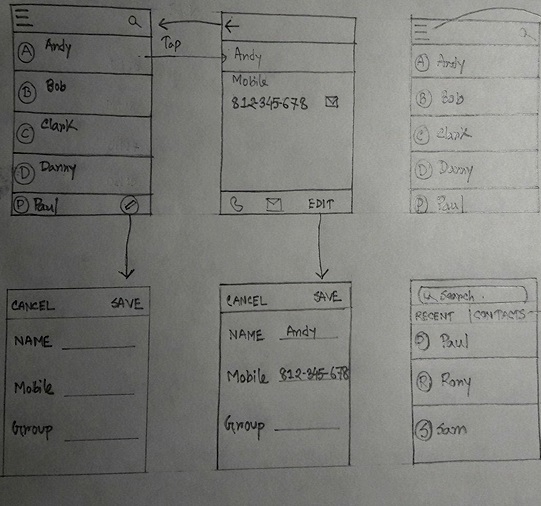 A Andy
B Bob
C Clark
D Danny
P Paul
Tap
Andy
Mobile
812-345-678
EDIT
A Andy
B Bob
C Clark
D Danny
P Paul
CANCEL SAVE
NAME
Mobile
Group
CANCEL SAVE
NAME Andy
Mobile 812-345-678
Group
Search
RECENT | CONTACTS
P Paul
R Rony
S Sam